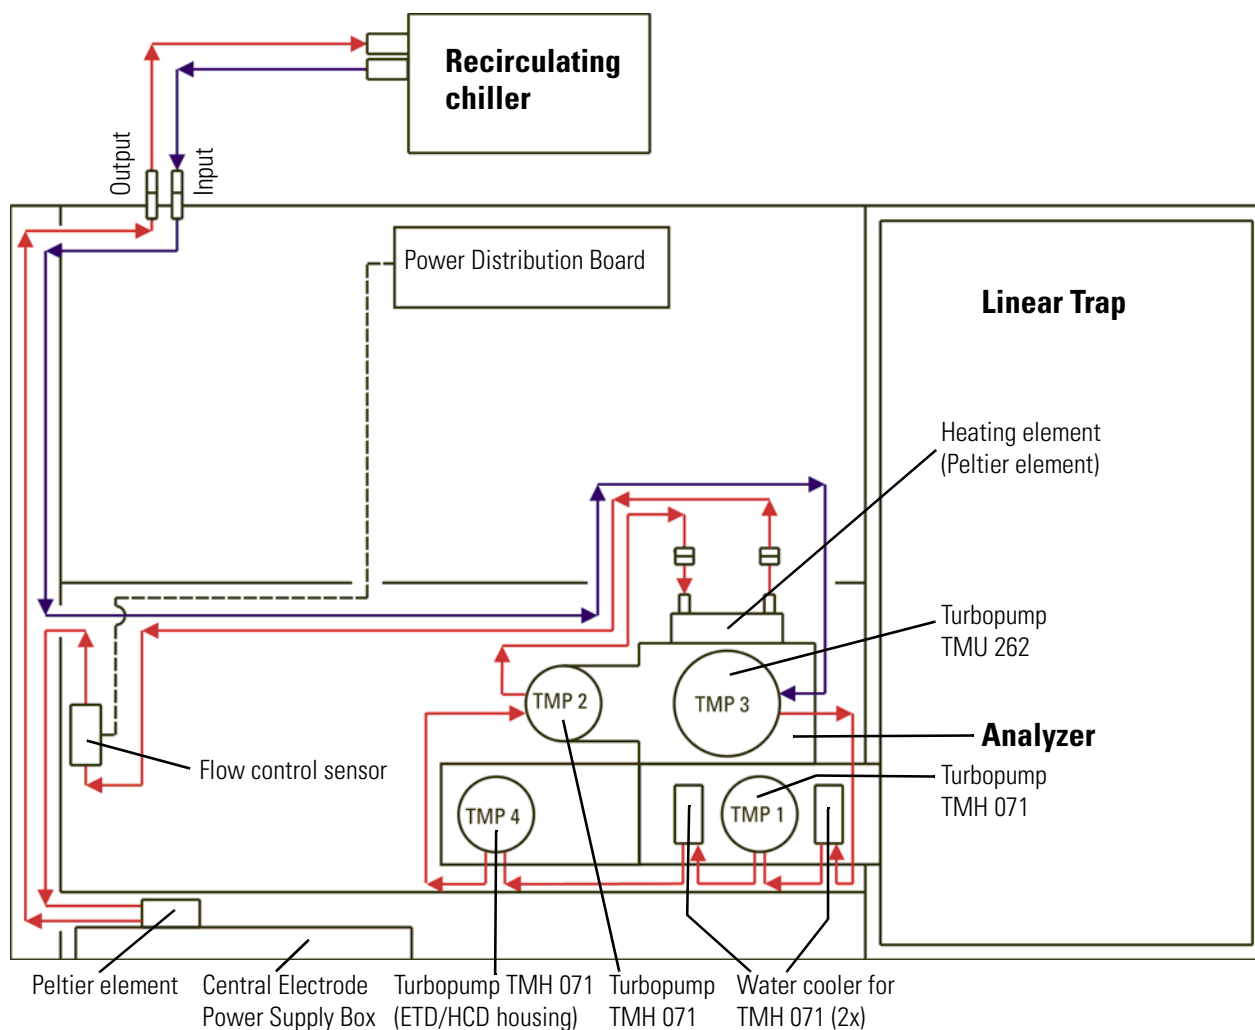 Recirculating
chiller
Output
Input
Power Distribution Board
Linear Trap
Heating element
(Peltier element)
Turbopump
TMU 262
TMP 2
TMP 3
Analyzer
Flow control sensor
Turbopump
TMH 071
TMP 4
TMP 1
Peltier element
Central Electrode
Power Supply Box
Turbopump TMH 071
(ETD/HCD housing)
Turbopump
TMH 071
Water cooler for
TMH 071 (2x)